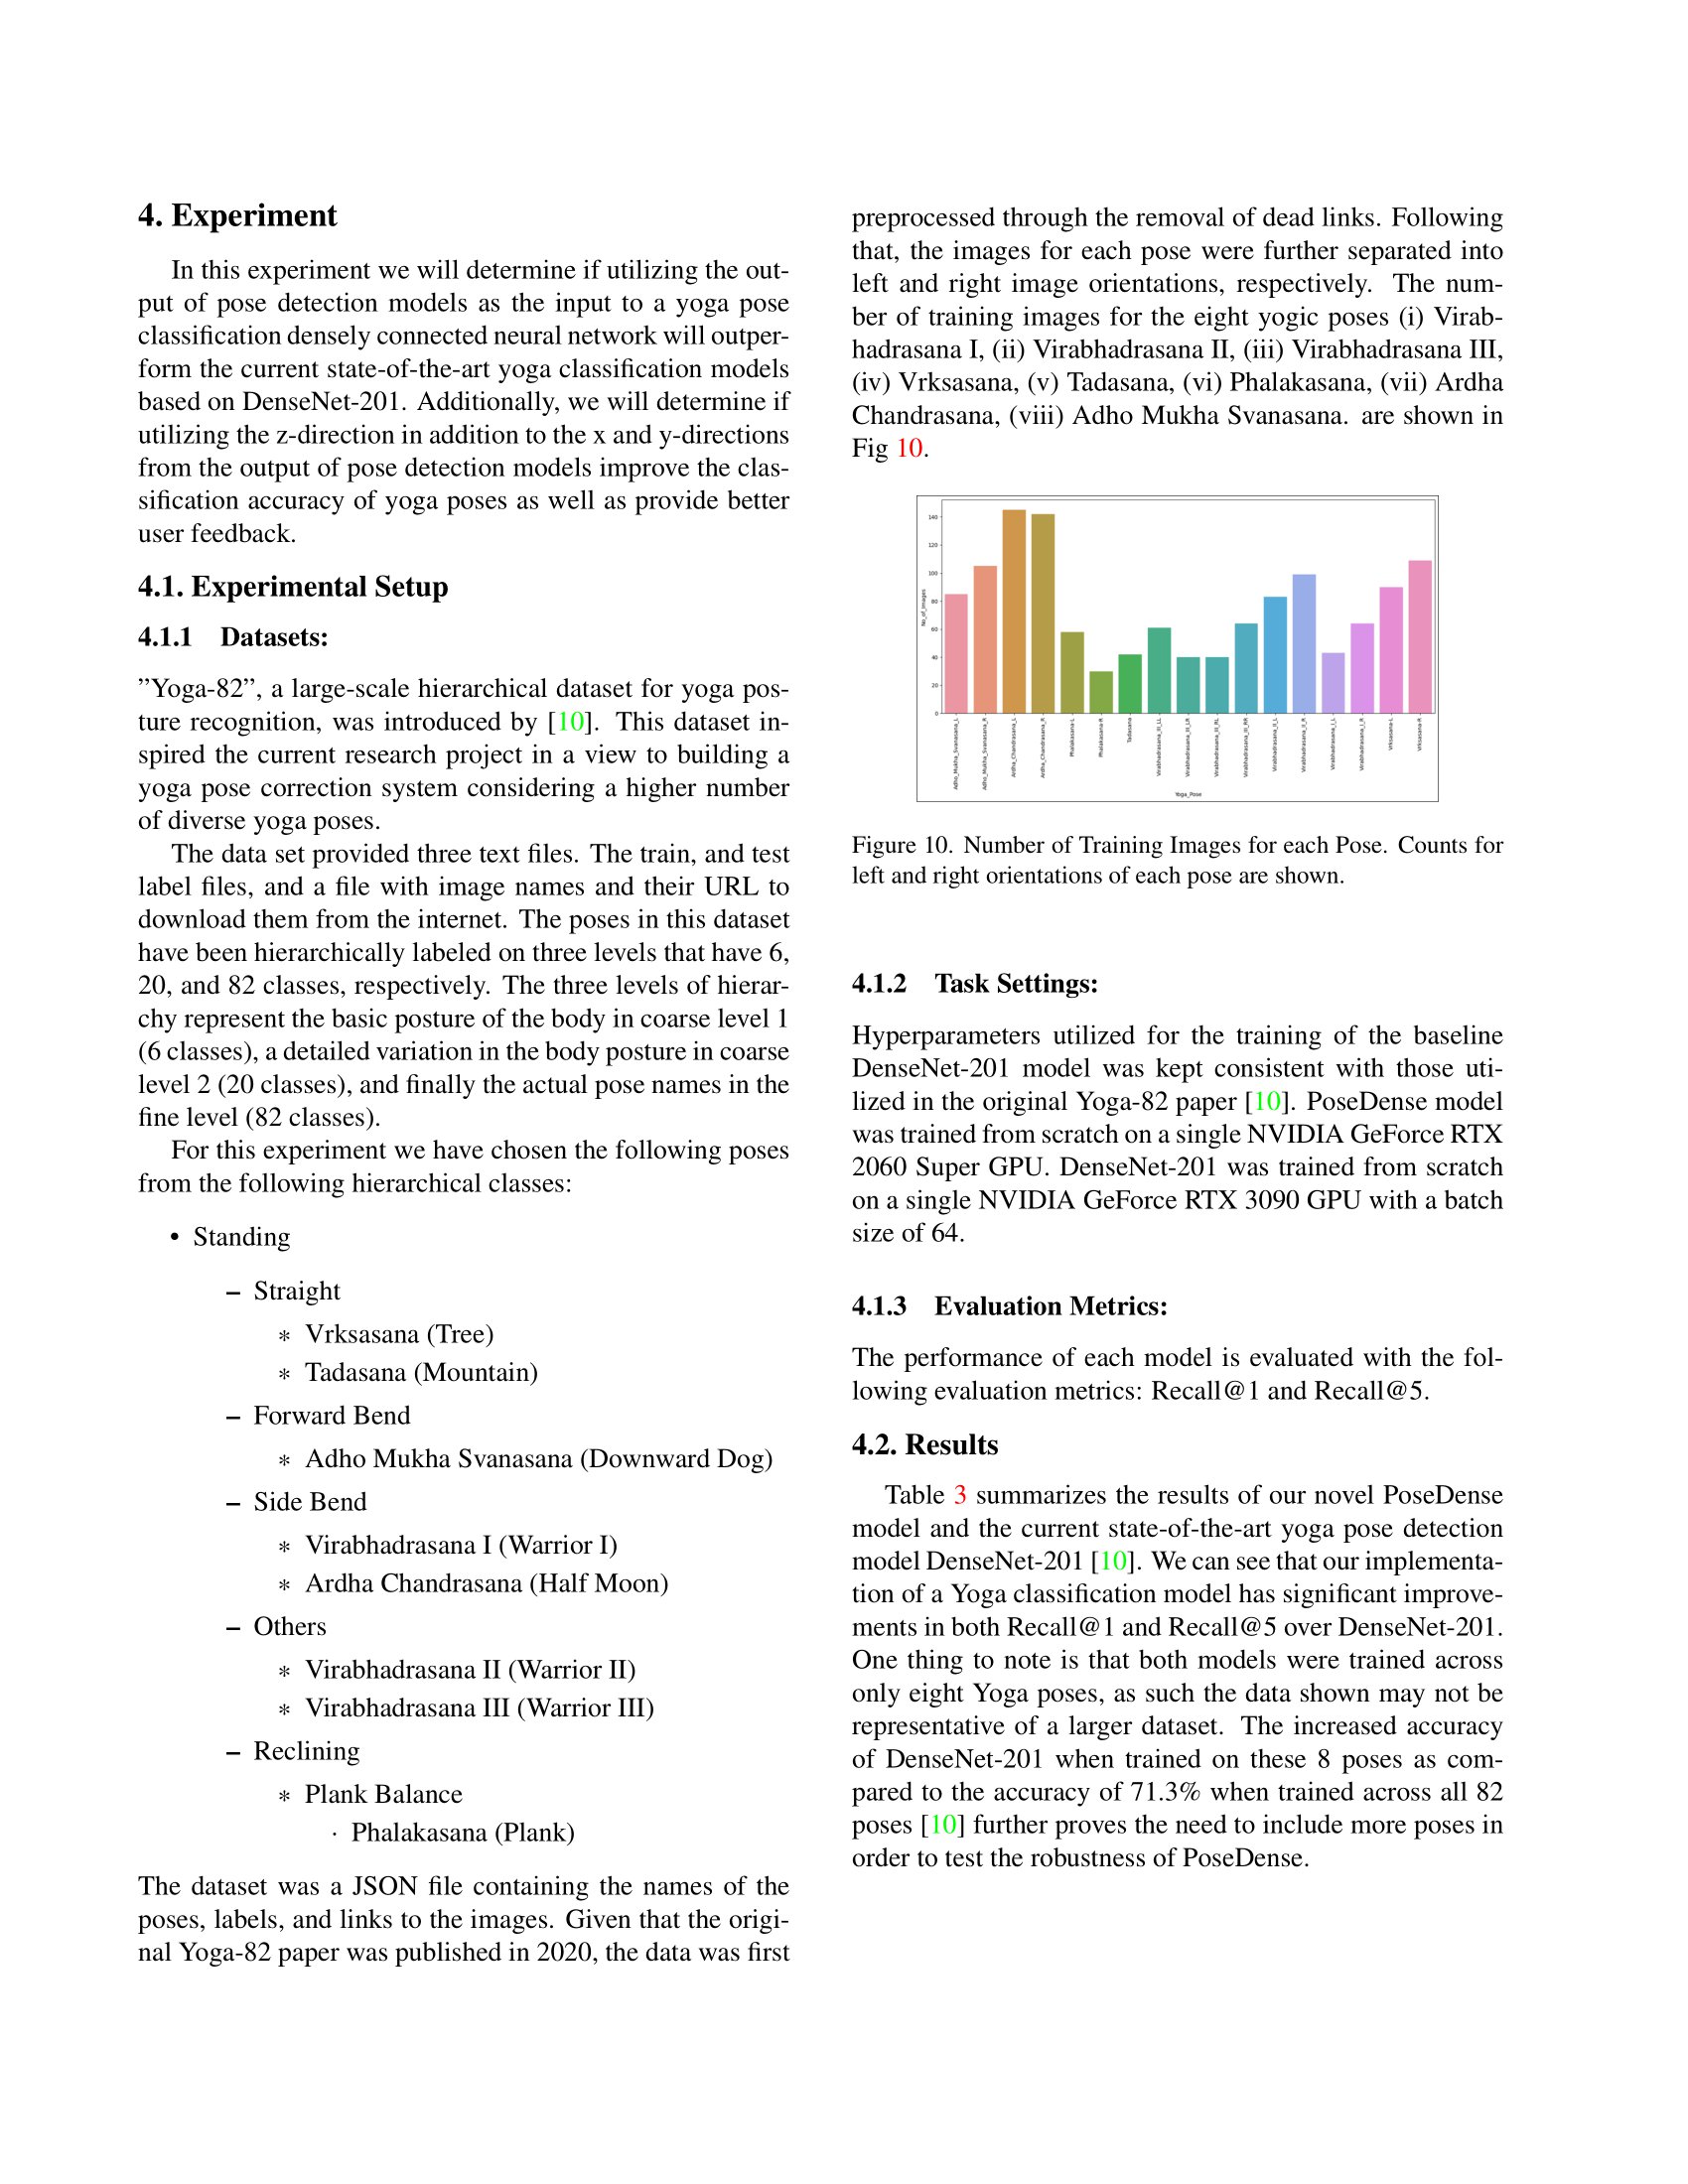 4. Experiment
In this experiment we will determine if utilizing the out-
put of pose detection models as the input to a yoga pose
classification densely connected neural network will outper-
form the current state-of-the-art yoga classification models
based on DenseNet-201. Additionally, we will determine if
utilizing the z-direction in addition to the x and y-directions
from the output of pose detection models improve the clas-
sification accuracy of yoga poses as well as provide better
user feedback.
4.1. Experimental Setup
4.1.1 Datasets:
”Yoga-82”, a large-scale hierarchical dataset for yoga pos-
ture recognition, was introduced by [10]. This dataset in-
spired the current research project in a view to building a
yoga pose correction system considering a higher number
of diverse yoga poses.
The data set provided three text files. The train, and test
label files, and a file with image names and their URL to
download them from the internet. The poses in this dataset
have been hierarchically labeled on three levels that have 6,
20, and 82 classes, respectively. The three levels of hierar-
chy represent the basic posture of the body in coarse level 1
(6 classes), a detailed variation in the body posture in coarse
level 2 (20 classes), and finally the actual pose names in the
fine level (82 classes).
For this experiment we have chosen the following poses
from the following hierarchical classes:
• Standing
– Straight
∗ Vrksasana (Tree)
∗ Tadasana (Mountain)
– Forward Bend
∗ Adho Mukha Svanasana (Downward Dog)
– Side Bend
∗ Virabhadrasana I (Warrior I)
∗ Ardha Chandrasana (Half Moon)
– Others
∗ Virabhadrasana II (Warrior II)
∗ Virabhadrasana III (Warrior III)
– Reclining
∗ Plank Balance
· Phalakasana (Plank)
The dataset was a JSON file containing the names of the
poses, labels, and links to the images. Given that the origi-
nal Yoga-82 paper was published in 2020, the data was first
preprocessed through the removal of dead links. Following
that, the images for each pose were further separated into
left and right image orientations, respectively. The num-
ber of training images for the eight yogic poses (i) Virab-
hadrasana I, (ii) Virabhadrasana II, (iii) Virabhadrasana III,
(iv) Vrksasana, (v) Tadasana, (vi) Phalakasana, (vii) Ardha
Chandrasana, (viii) Adho Mukha Svanasana. are shown in
Fig 10.
No_of_Images
140
120
100
80
60
40
20
0
Adho_Mukha_Svanasana_L
Adho_Mukha_Svanasana_R
Ardha_Chandrasana_L
Ardha_Chandrasana_R
Phalakasana-L
Phalakasana-R
Tadasana
Virabhadrasana_III_LL
Virabhadrasana_III_LR
Virabhadrasana_III_RL
Virabhadrasana_III_RR
Virabhadrasana_II_L
Virabhadrasana_II_R
Virabhadrasana_I_L
Virabhadrasana_I_R
Vrksasana-L
Vrksasana-R
Yoga_Pose
Figure 10. Number of Training Images for each Pose. Counts for
left and right orientations of each pose are shown.
4.1.2 Task Settings:
Hyperparameters utilized for the training of the baseline
DenseNet-201 model was kept consistent with those uti-
lized in the original Yoga-82 paper [10]. PoseDense model
was trained from scratch on a single NVIDIA GeForce RTX
2060 Super GPU. DenseNet-201 was trained from scratch
on a single NVIDIA GeForce RTX 3090 GPU with a batch
size of 64.
4.1.3 Evaluation Metrics:
The performance of each model is evaluated with the fol-
lowing evaluation metrics: Recall@1 and Recall@5.
4.2. Results
Table 3 summarizes the results of our novel PoseDense
model and the current state-of-the-art yoga pose detection
model DenseNet-201 [10]. We can see that our implementa-
tion of a Yoga classification model has significant improve-
ments in both Recall@1 and Recall@5 over DenseNet-201.
One thing to note is that both models were trained across
only eight Yoga poses, as such the data shown may not be
representative of a larger dataset. The increased accuracy
of DenseNet-201 when trained on these 8 poses as com-
pared to the accuracy of 71.3% when trained across all 82
poses [10] further proves the need to include more poses in
order to test the robustness of PoseDense.